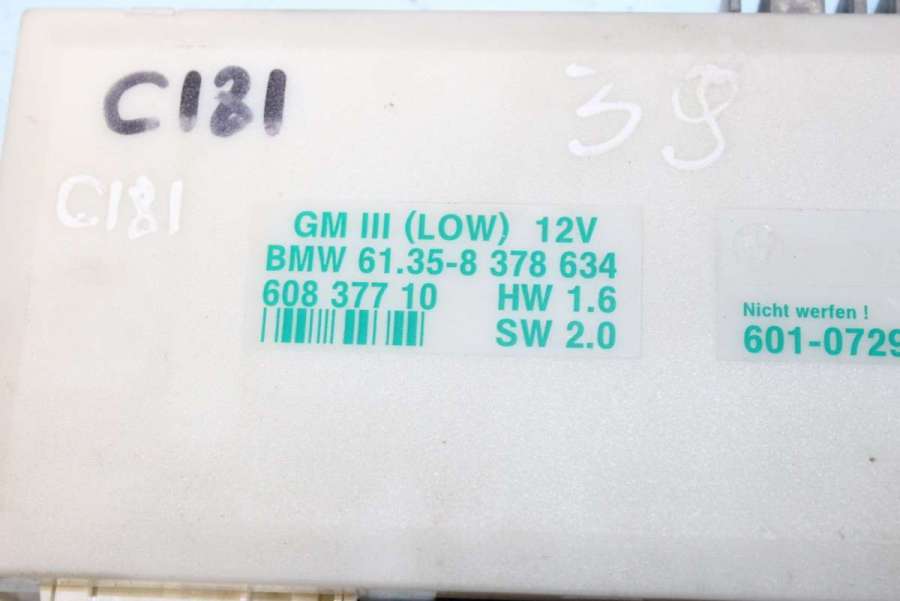 C181
39
C181
GM III (LOW) 12V
BMW 61.35-8 378 634
608 377 10 HW 1.6
SW 2.0
Nicht werfen !
601-0729